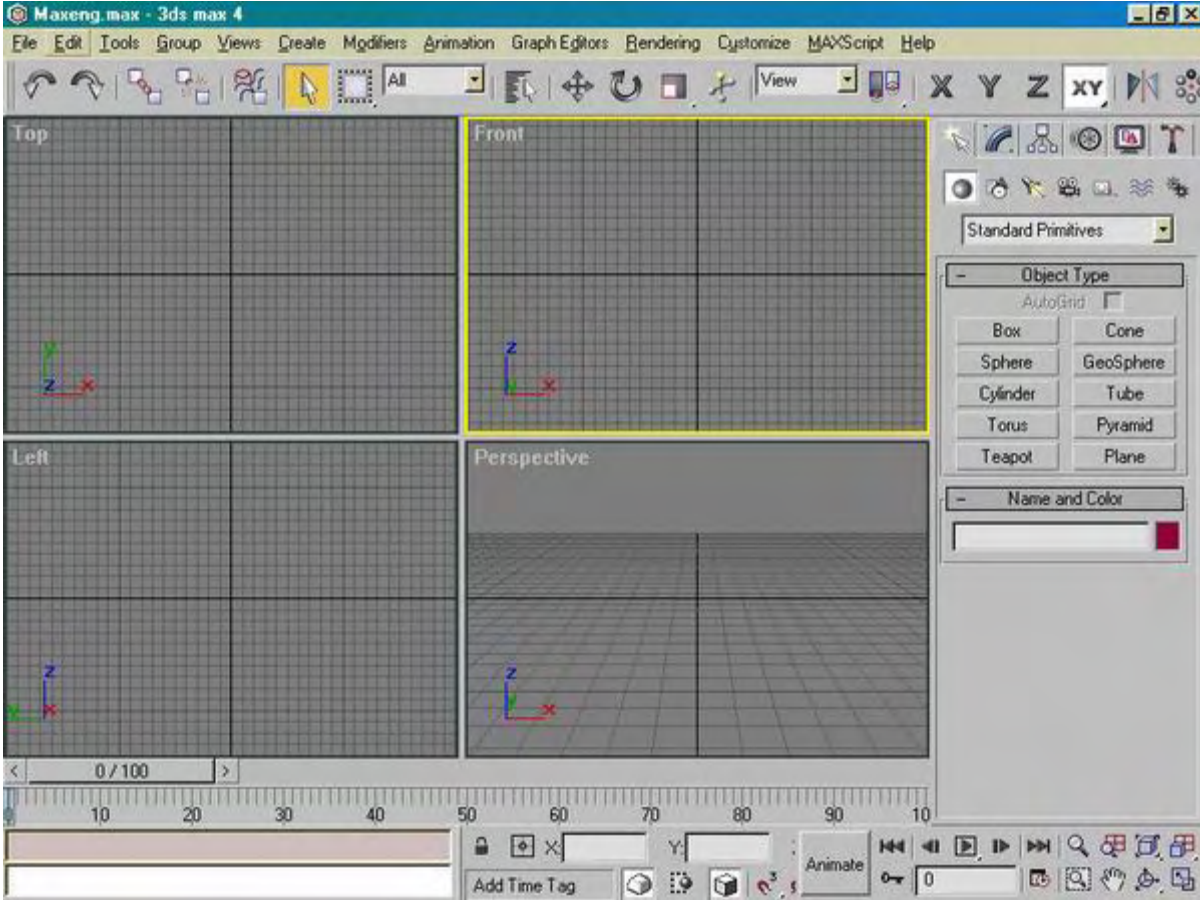 Maxeng.max - 3ds max 4
File Edit Tools Group Views Create Modifiers Animation Graph Editors Rendering Customize MAXScript Help
All View X Y Z XY
Top
Front
y
z x
z
y x
Left
Perspective
z
y x
z
y x
Standard Primitives
- Object Type
AutoGrid
Box Cone
Sphere GeoSphere
Cylinder Tube
Torus Pyramid
Teapot Plane
- Name and Color
< 0 / 100 >
0 10 20 30 40 50 60 70 80 90 10
X: Y:
Add Time Tag
3
Animate
0